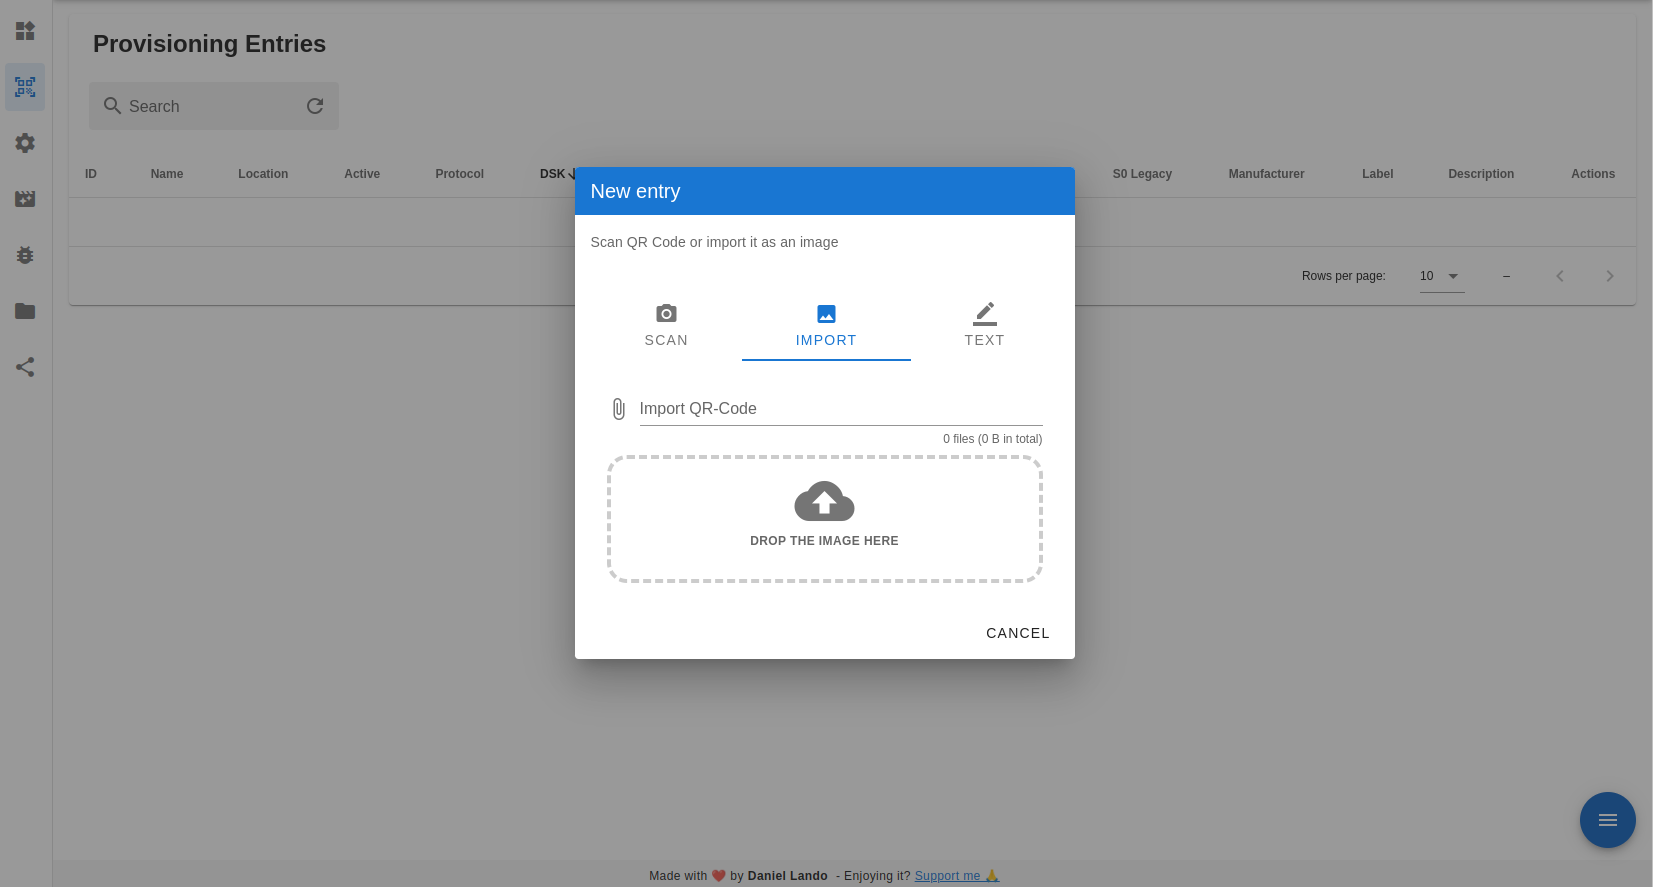 Provisioning Entries
Search
ID Name Location Active Protocol DSK S0 Legacy Manufacturer Label Description Actions
New entry
Scan QR Code or import it as an image
SCAN IMPORT TEXT
Import QR-Code
0 files (0 B in total)
DROP THE IMAGE HERE
CANCEL
Rows per page: 10 –
Made with ❤️ by Daniel Lando - Enjoying it? Support me 🙏